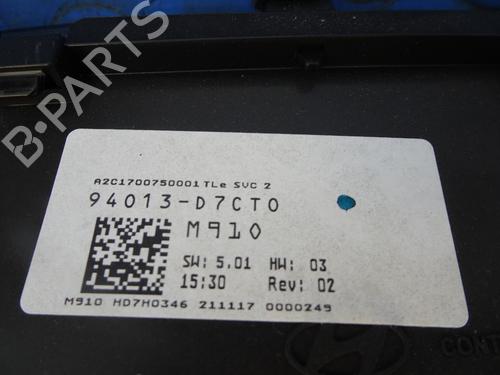 B-PARTS
A2C1700750001 TLe SVC 2
94013-D7CT0
M910
SW: 5.01 HW: 03
15:30 Rev: 02
M910 HD7H0346 211117 0000249
CONT